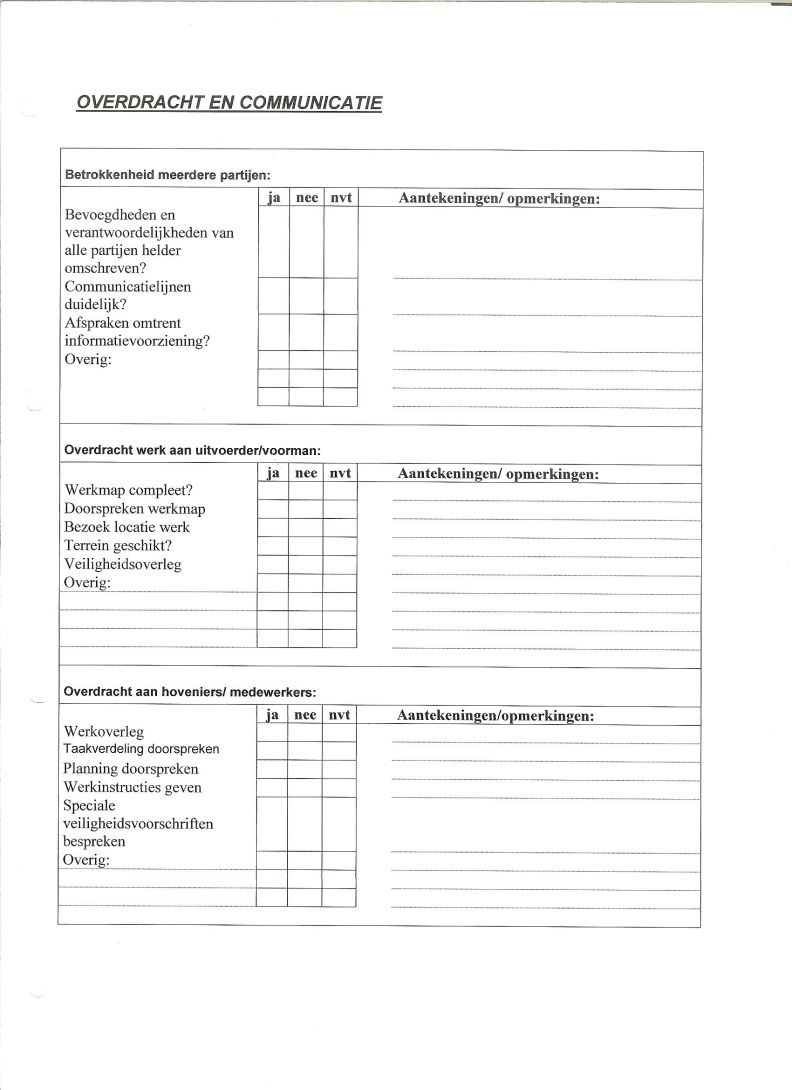 OVERDRACHT EN COMMUNICATIE
Betrokkenheid meerdere partijen:
ja nee nvt Aantekeningen/ opmerkingen:
Bevoegdheden en
verantwoordelijkheden van
alle partijen helder
omschreven?
Communicatielijnen
duidelijk?
Afspraken omtrent
informatievoorziening?
Overig:
Overdracht werk aan uitvoerder/voorman:
ja nee nvt Aantekeningen/ opmerkingen:
Werkmap compleet?
Doorspreken werkmap
Bezoek locatie werk
Terrein geschikt?
Veiligheidsoverleg
Overig:
Overdracht aan hoveniers/ medewerkers:
ja nee nvt Aantekeningen/opmerkingen:
Werkoverleg
Taakverdeling doorspreken
Planning doorspreken
Werkinstructies geven
Speciale
veiligheidsvoorschriften
bespreken
Overig: